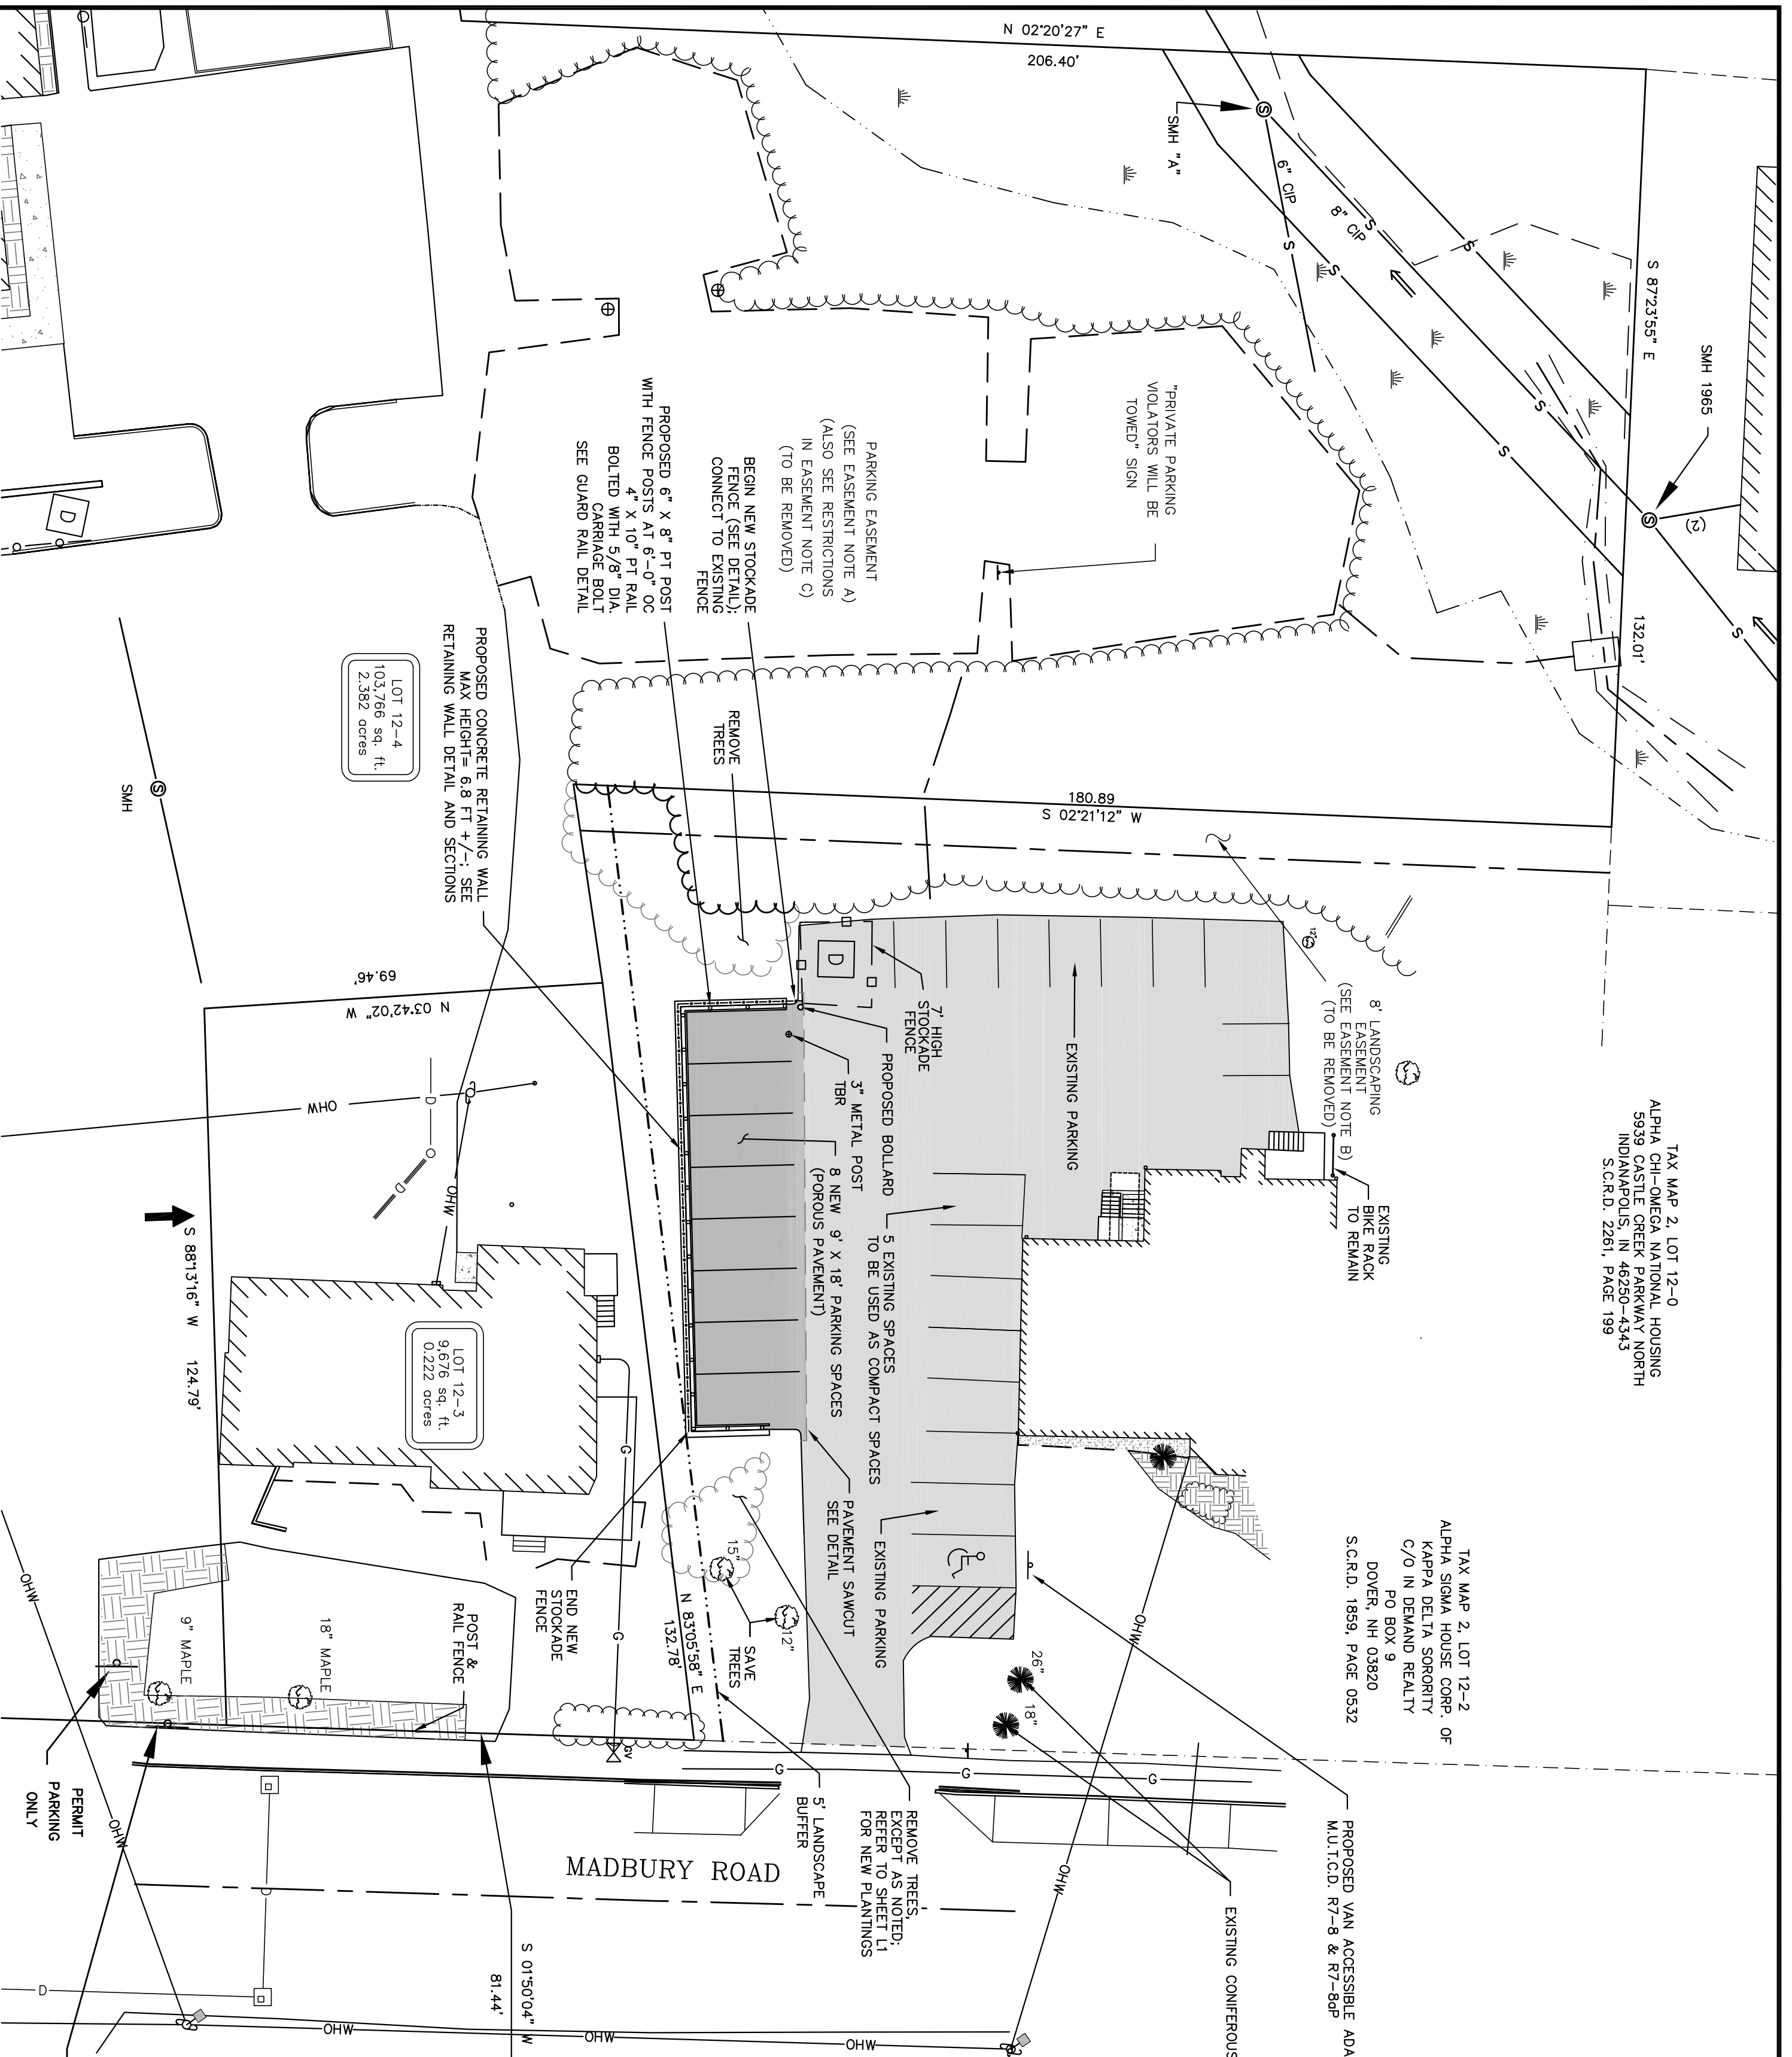 N 02°20'27" E
206.40'
SMH "A"
6" CIP
8" CIP
S 87°23'55" E
132.01'
SMH 1965
(2)
S
S
S
S
S
S
S
S
S
S
"PRIVATE PARKING
VIOLATORS WILL BE
TOWED" SIGN
PARKING EASEMENT
(SEE EASEMENT NOTE A)
(ALSO SEE RESTRICTIONS
IN EASEMENT NOTE C)
(TO BE REMOVED)
BEGIN NEW STOCKADE
FENCE (SEE DETAIL);
CONNECT TO EXISTING
FENCE
PROPOSED 6" X 8" PT POST
WITH FENCE POSTS AT 6'-0" OC
4" X 10" PT RAIL
BOLTED WITH 5/8" DIA.
CARRIAGE BOLT
SEE GUARD RAIL DETAIL
PROPOSED CONCRETE RETAINING WALL
MAX HEIGHT= 6.8 FT +/-; SEE
RETAINING WALL DETAIL AND SECTIONS
LOT 12-4
103,766 sq. ft.
2.382 acres
SMH
S
D
REMOVE
TREES
180.89
S 02°21'12" W
8' LANDSCAPING
EASEMENT
(SEE EASEMENT NOTE B)
(TO BE REMOVED)
12"
TAX MAP 2, LOT 12-0
ALPHA CHI-OMEGA NATIONAL HOUSING
5939 CASTLE CREEK PARKWAY NORTH
INDIANAPOLIS, IN 46250-4343
S.C.R.D. 2261, PAGE 199
EXISTING
BIKE RACK
TO REMAIN
EXISTING PARKING
D
7' HIGH
STOCKADE
FENCE
PROPOSED BOLLARD
3" METAL POST
TBR
8 NEW 9' X 18' PARKING SPACES
(POROUS PAVEMENT)
5 EXISTING SPACES
TO BE USED AS COMPACT SPACES
69.46'
N 03°42'02" W
OHW
OHW
D
D
S 88°13'16" W 124.79'
LOT 12-3
9,676 sq. ft.
0.222 acres
G
G
PAVEMENT SAWCUT
SEE DETAIL
EXISTING PARKING
TAX MAP 2, LOT 12-2
ALPHA SIGMA HOUSE CORP. OF
KAPPA DELTA SORORITY
C/O IN DEMAND REALTY
PO BOX 9
DOVER, NH 03820
S.C.R.D. 1859, PAGE 0532
END NEW
STOCKADE
FENCE
15"
12"
SAVE
TREES
N 83°05'58" E
132.78'
POST &
RAIL FENCE
18" MAPLE
9" MAPLE
26"
18"
OHW
OHW
GV
G
G
G
5' LANDSCAPE
BUFFER
REMOVE TREES,
EXCEPT AS NOTED;
REFER TO SHEET L1
FOR NEW PLANTINGS
PROPOSED VAN ACCESSIBLE ADA
M.U.T.C.D. R7-8 & R7-8aP
EXISTING CONIFEROUS
MADBURY ROAD
PERMIT
PARKING
ONLY
S 01°50'04" W
81.44'
OHW
OHW
D
D
OHW
OHW
OHW